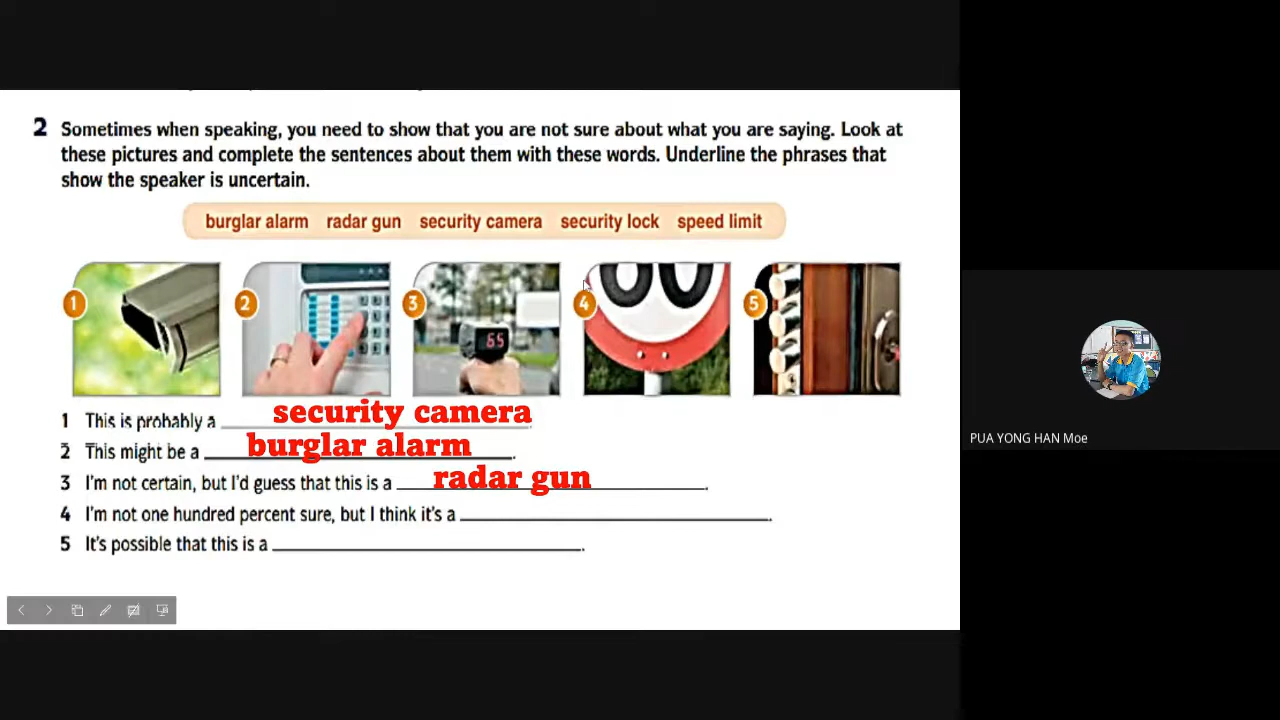 2 Sometimes when speaking, you need to show that you are not sure about what you are saying. Look at
these pictures and complete the sentences about them with these words. Underline the phrases that
show the speaker is uncertain.
burglar alarm radar gun security camera security lock speed limit
1
2
3
4
5
65
60
1 This is probably a security camera.
2 This might be a burglar alarm.
3 I'm not certain, but I'd guess that this is a radar gun.
4 I'm not one hundred percent sure, but I think it's a ____.
5 It's possible that this is a ____.
PUA YONG HAN Moe